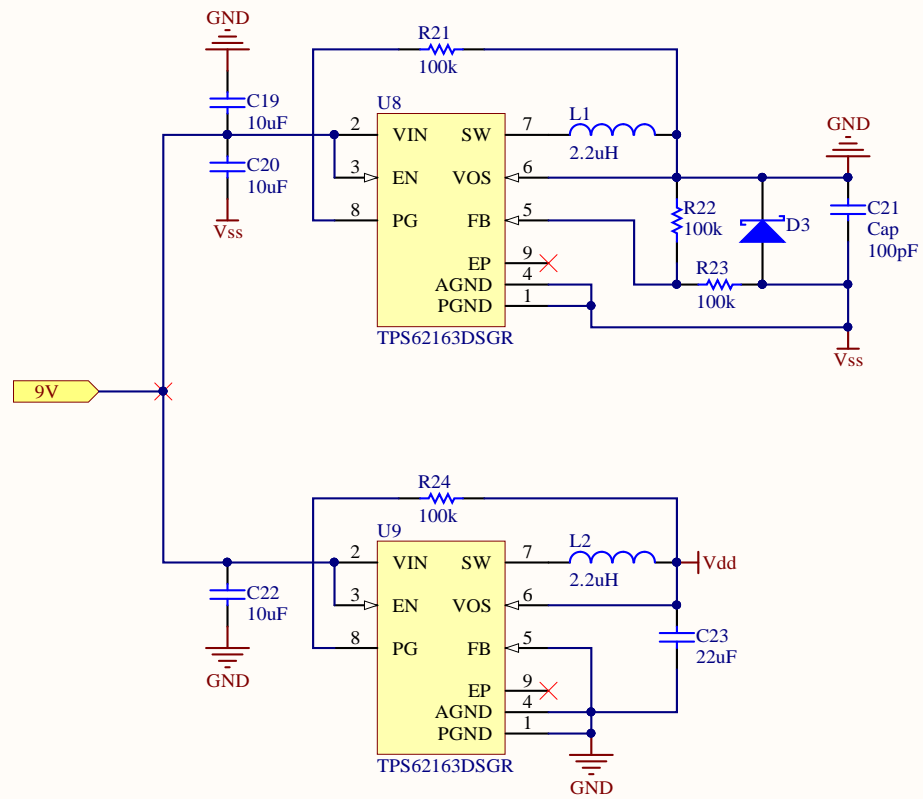 GND
R21
100k
C19
10uF
C20
10uF
Vss
U8
2 VIN SW 7
3 EN VOS 6
8 PG FB 5
EP 9
AGND 4
PGND 1
TPS62163DSGR
L1
2.2uH
GND
R22
100k
D3
C21
Cap
100pF
R23
100k
Vss
9V
R24
100k
U9
2 VIN SW 7
3 EN VOS 6
8 PG FB 5
EP 9
AGND 4
PGND 1
TPS62163DSGR
L2
2.2uH
Vdd
C22
10uF
GND
C23
22uF
GND